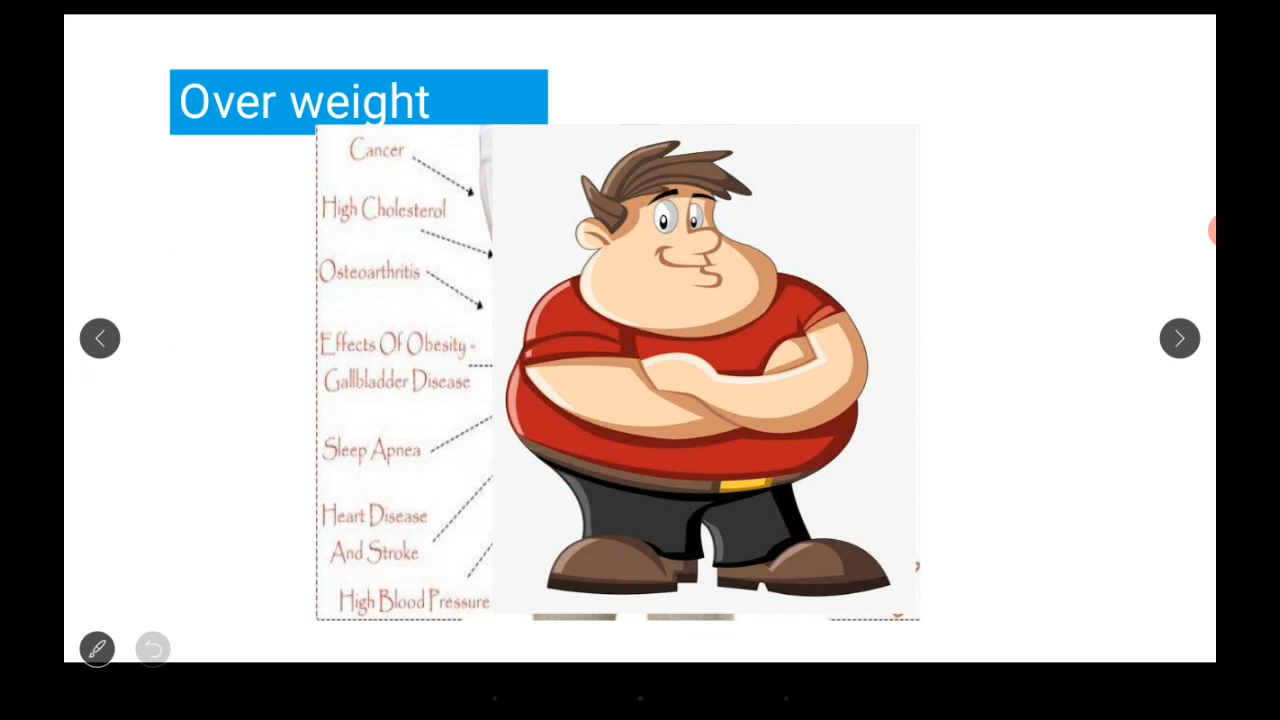 Over weight
Cancer
High Cholesterol
Osteoarthritis
Effects Of Obesity -
Gallbladder Disease
Sleep Apnea
Heart Disease
And Stroke
High Blood Pressure